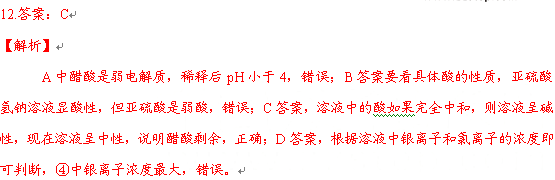 12.答案：C
【解析】
A中醋酸是弱电解质，稀释后pH小于4，错误；B答案要看具体酸的性质，亚硫酸
氢钠溶液显酸性，但亚硫酸是弱酸，错误；C答案，溶液中的酸如果完全中和，则溶液呈碱
性，现在溶液呈中性，说明醋酸剩余，正确；D答案，根据溶液中银离子和氯离子的浓度即
可判断，④中银离子浓度最大，错误。